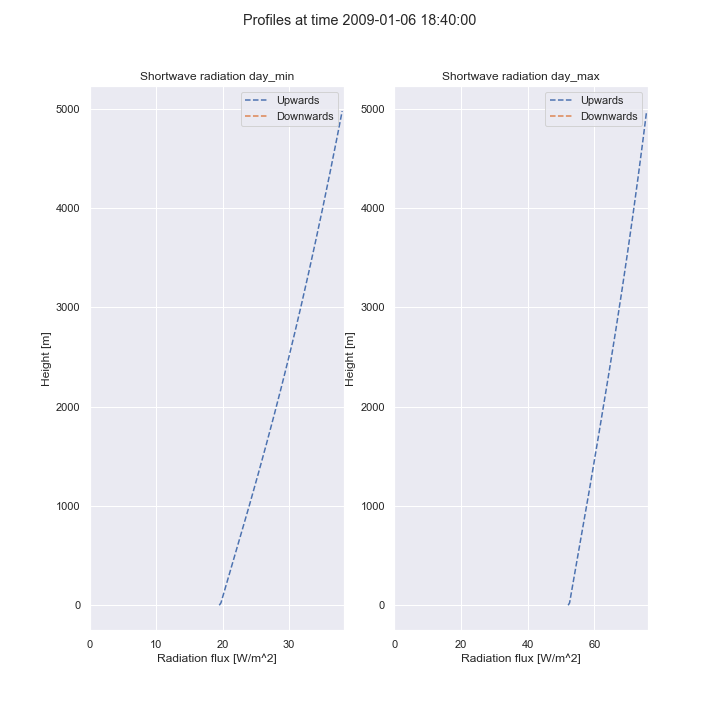 Profiles at time 2009-01-06 18:40:00
Shortwave radiation day_min
Upwards
Downwards
5000
4000
3000
2000
1000
0
Height [m]
0 10 20 30
Radiation flux [W/m^2]
Shortwave radiation day_max
Upwards
Downwards
5000
4000
3000
2000
1000
0
Height [m]
0 20 40 60
Radiation flux [W/m^2]